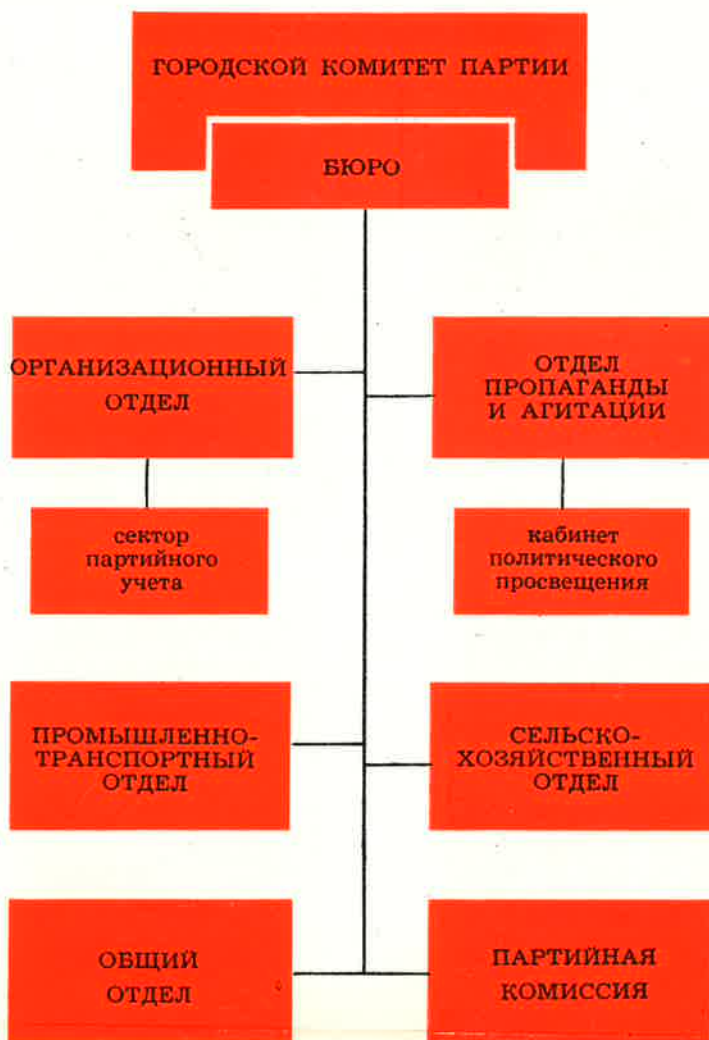 ГОРОДСКОЙ КОМИТЕТ ПАРТИИ
БЮРО
ОРГАНИЗАЦИОННЫЙ
ОТДЕЛ
ОТДЕЛ
ПРОПАГАНДЫ
И АГИТАЦИИ
сектор
партийного
учета
кабинет
политического
просвещения
ПРОМЫШЛЕННО-
ТРАНСПОРТНЫЙ
ОТДЕЛ
СЕЛЬСКО-
ХОЗЯЙСТВЕННЫЙ
ОТДЕЛ
ОБЩИЙ
ОТДЕЛ
ПАРТИЙНАЯ
КОМИССИЯ